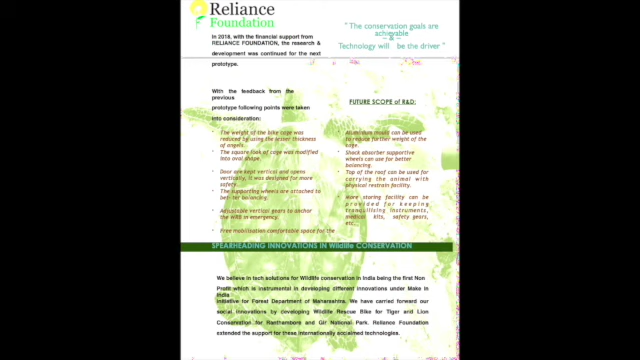 Reliance
Foundation
In 2018, with the financial support from
RELIANCE FOUNDATION, the research &
development was continued for the next
prototype.
" The conservation goals are
achievable
- & -
Technology will be the driver "
With the feedback from the
previous
prototype following points were taken
into consideration:
The weight of the bike cage was
reduced by using the lesser thickness
of angels
The square look of cage was modified
into oval shape.
Door are kept vertical and opens
vertically, it was designed for more
safety.
The supporting wheels are attached to
better balancing.
Adjustable vertical gears to anchor
the WRB in emergency.
Free mobilisation comfortable space for the
FUTURE SCOPE of R&D:
Aluminium mould can be used
to reduce further weight of the
cage.
Shock absorber supportive
wheels can use for better
balancing.
Top of the roof can be used for
carrying the animal with
physical restraint facility.
More storing facility can be
provided for keeping
tranquilising instruments,
medical kits, safety gears,
etc.,
SPEARHEADING INNOVATIONS IN Wildlife CONSERVATION
We believe in tech solutions for Wildlife conservation in India being the first Non
Profit which is instrumental in developing different innovations under Make in
India
initiative for Forest Department of Maharashtra. We have carried forward our
social innovations by developing Wildlife Rescue Bike for Tiger and Lion
Conservation for Ranthambore and Gir National Park. Reliance Foundation
extended the support for these internationally acclaimed technologies.